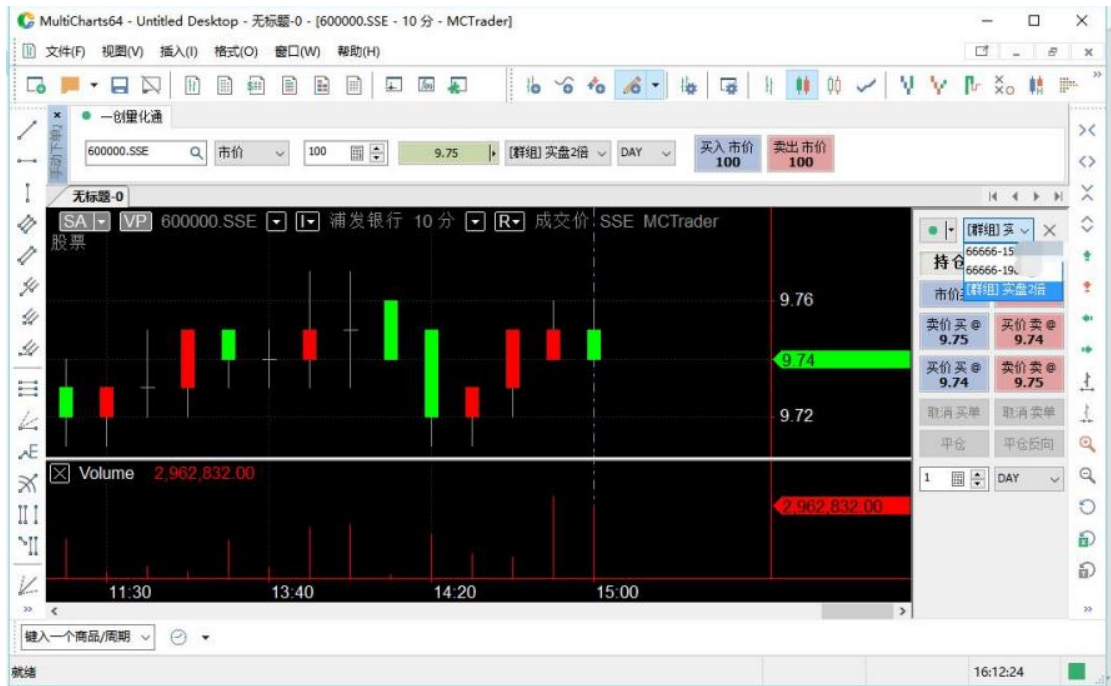 MultiCharts64 - Untitled Desktop - 无标题-0 - [600000.SSE - 10 分 - MCTrader]
文件(F) 视图(V) 插入(I) 格式(O) 窗口(W) 帮助(H)
一创量化通
手动下单
600000.SSE 市价 100 9.75 [群组] 实盘2倍 DAY 买入 市价 100 卖出 市价 100
无标题-0
SA VP 600000.SSE I 浦发银行 10 分 R 成交价 SSE MCTrader
股票
[群组] 实
66666-15
66666-19
[群组] 实盘2倍
持仓
市价
9.76
9.74
9.72
卖价 买 @ 9.75 买价 卖 @ 9.74
买价 买 @ 9.74 卖价 卖 @ 9.75
取消 买单 取消 卖单
平仓 平仓反向
1 DAY
Volume 2,962,832.00
2,962,832.00
11:30 13:40 14:20 15:00
键入一个商品/周期
就绪 16:12:24